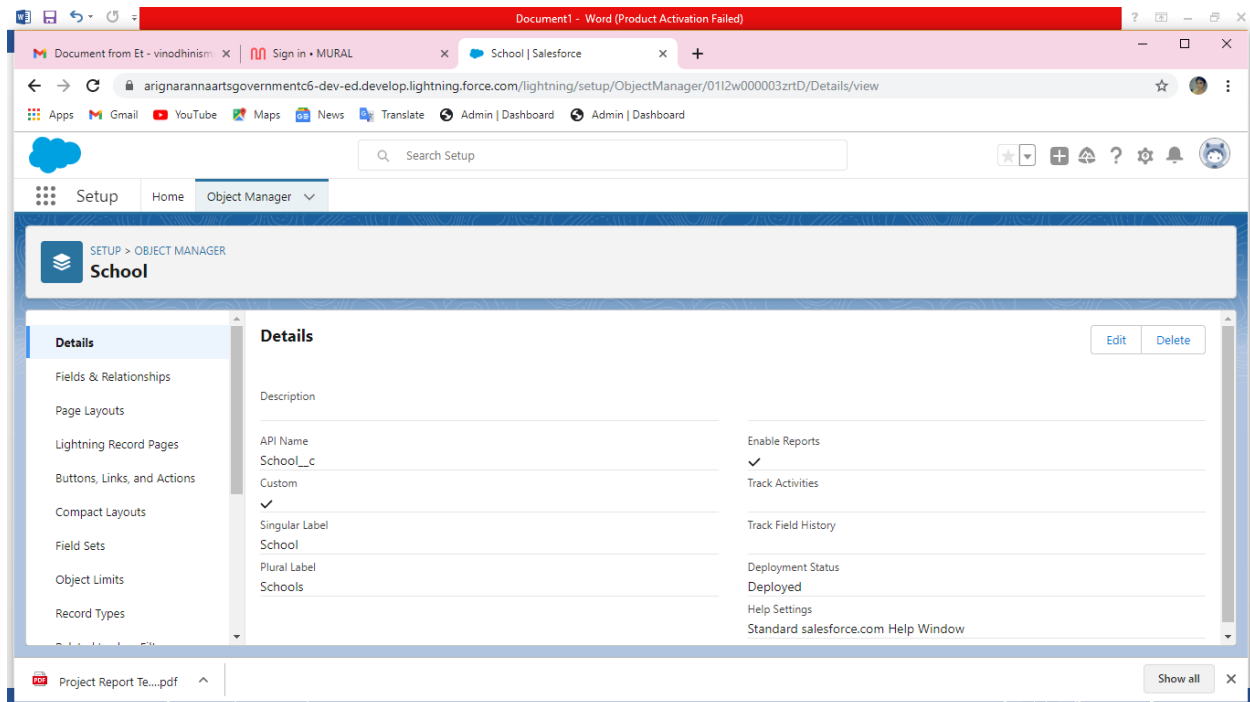 Document1 - Word (Product Activation Failed)
Document from Et - vinodhinism
Sign in • MURAL
School | Salesforce
arignarannaartsgovernmentc6-dev-ed.develop.lightning.force.com/lightning/setup/ObjectManager/01I2w000003zrtD/Details/view
Apps Gmail YouTube Maps News Translate Admin | Dashboard Admin | Dashboard
Search Setup
Setup Home Object Manager
SETUP > OBJECT MANAGER
School
Details
Fields & Relationships
Page Layouts
Lightning Record Pages
Buttons, Links, and Actions
Compact Layouts
Field Sets
Object Limits
Record Types
Details
Edit Delete
Description
API Name
School__c
Custom
Singular Label
School
Plural Label
Schools
Enable Reports
Track Activities
Track Field History
Deployment Status
Deployed
Help Settings
Standard salesforce.com Help Window
Project Report Te....pdf
Show all